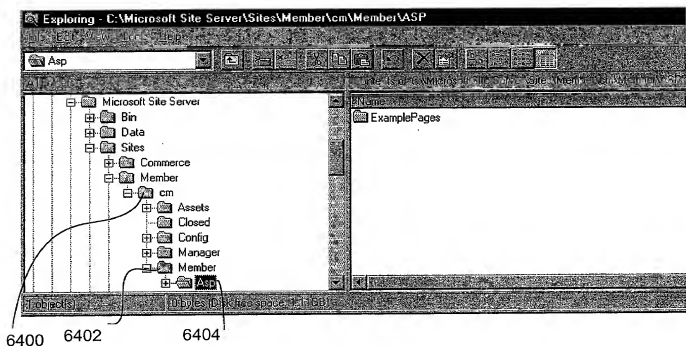 Exploring - C:\Microsoft Site Server\Sites\Member\cm\Member\ASP
Asp
Name
Microsoft Site Server
Bin
Data
Sites
Commerce
Member
cm
Assets
Closed
Config
Manager
Member
Asp
ExamplePages
6400
6402
6404